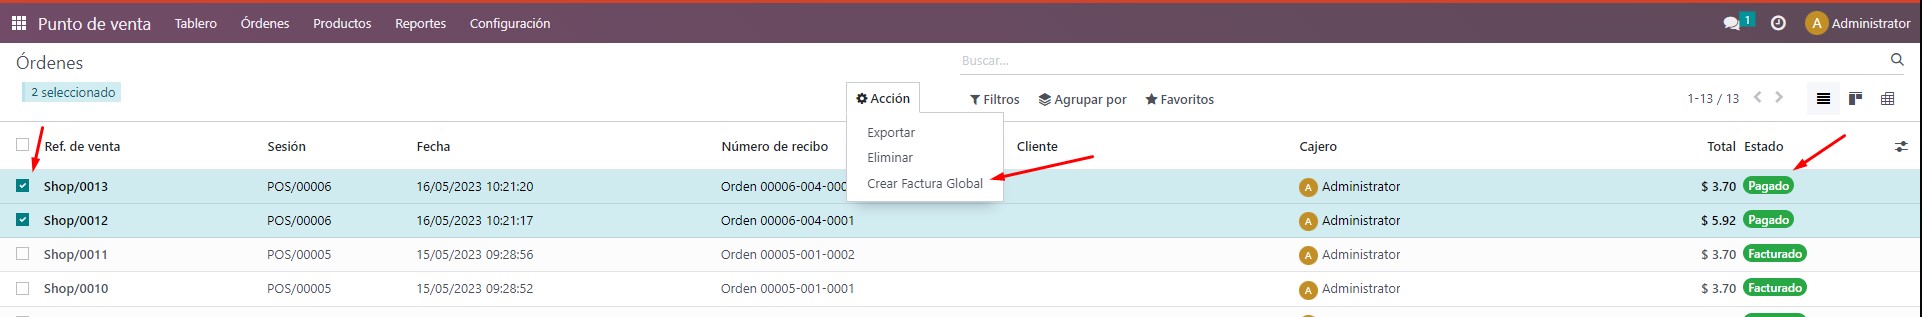 Punto de venta Tablero Órdenes Productos Reportes Configuración 1 A Administrator
Órdenes Buscar...
2 seleccionado Acción Filtros Agrupar por Favoritos 1-13 / 13
Exportar
Eliminar
Crear Factura Global
Ref. de venta Sesión Fecha Número de recibo Cliente Cajero Total Estado
Shop/0013 POS/00006 16/05/2023 10:21:20 Orden 00006-004-00 A Administrator $ 3.70 Pagado
Shop/0012 POS/00006 16/05/2023 10:21:17 Orden 00006-004-0001 A Administrator $ 5.92 Pagado
Shop/0011 POS/00005 15/05/2023 09:28:56 Orden 00005-001-0002 A Administrator $ 3.70 Facturado
Shop/0010 POS/00005 15/05/2023 09:28:52 Orden 00005-001-0001 A Administrator $ 3.70 Facturado